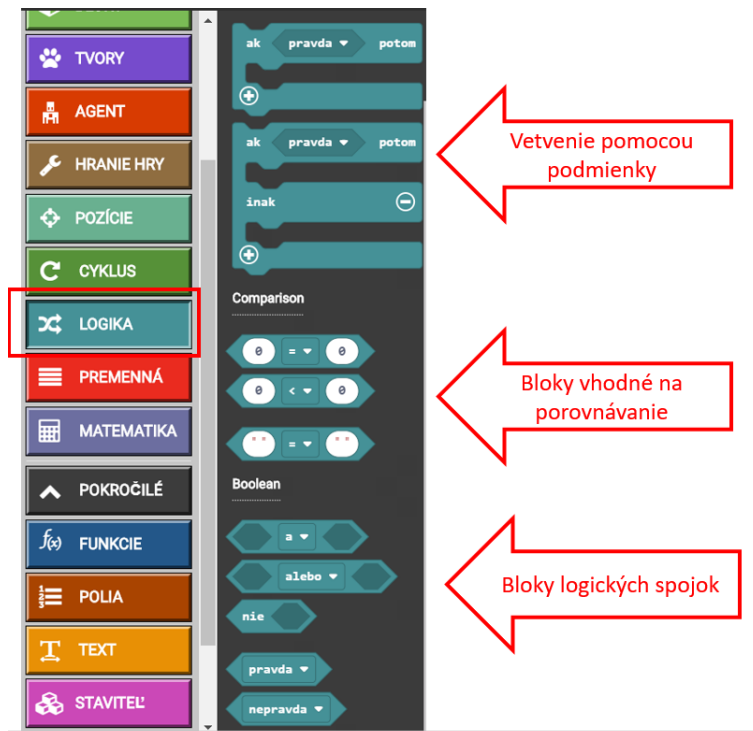 TVORY
AGENT
HRANIE HRY
POZÍCIE
CYKLUS
LOGIKA
PREMENNÁ
MATEMATIKA
POKROČILÉ
f(x) FUNKCIE
POLIA
TEXT
STAVITEĽ
ak pravda potom
ak pravda potom
inak
Comparison
0 = 0
0 < 0
" " = " "
Boolean
a
alebo
nie
pravda
nepravda
Vetvenie pomocou
podmienky
Bloky vhodné na
porovnávanie
Bloky logických spojok